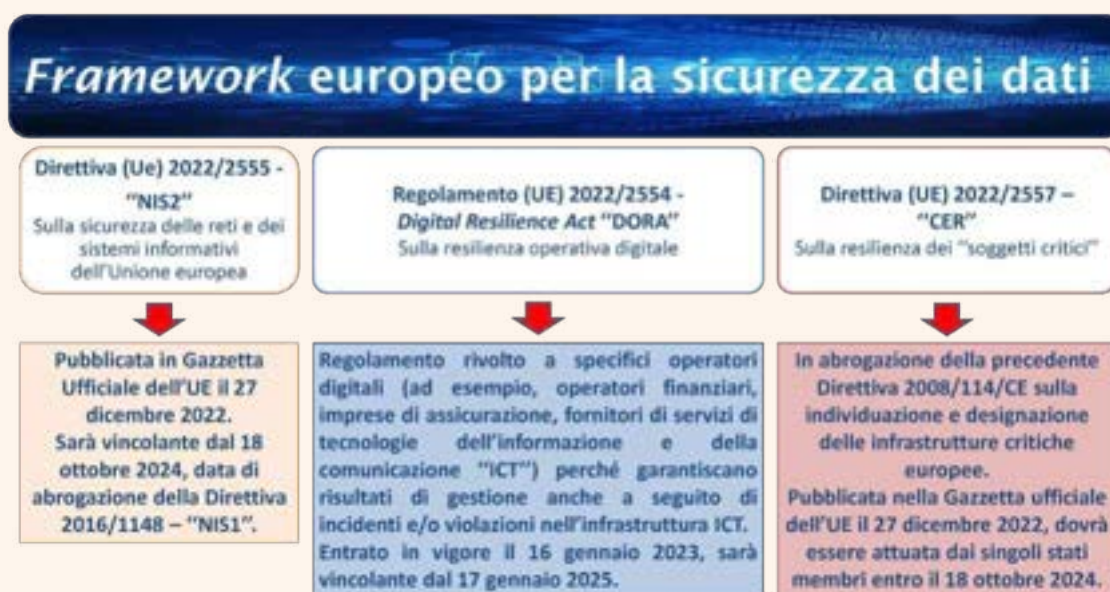 Framework europeo per la sicurezza dei dati
Direttiva (Ue) 2022/2555 -
"NIS2"
Sulla sicurezza delle reti e dei
sistemi informativi
dell'Unione europea
Regolamento (UE) 2022/2554 -
Digital Resilience Act "DORA"
Sulla resilienza operativa digitale
Direttiva (UE) 2022/2557 –
"CER"
Sulla resilienza dei "soggetti critici"
Pubblicata in Gazzetta
Ufficiale dell'UE il 27
dicembre 2022.
Sarà vincolante dal 18
ottobre 2024, data di
abrogazione della Direttiva
2016/1148 – "NIS1".
Regolamento rivolto a specifici operatori
digitali (ad esempio, operatori finanziari,
imprese di assicurazione, fornitori di servizi di
tecnologie dell'informazione e della
comunicazione "ICT") perché garantiscano
risultati di gestione anche a seguito di
incidenti e/o violazioni nell'infrastruttura ICT.
Entrato in vigore il 16 gennaio 2023, sarà
vincolante dal 17 gennaio 2025.
In abrogazione della precedente
Direttiva 2008/114/CE sulla
individuazione e designazione
delle infrastrutture critiche
europee.
Pubblicata nella Gazzetta ufficiale
dell'UE il 27 dicembre 2022, dovrà
essere attuata dai singoli stati
membri entro il 18 ottobre 2024.